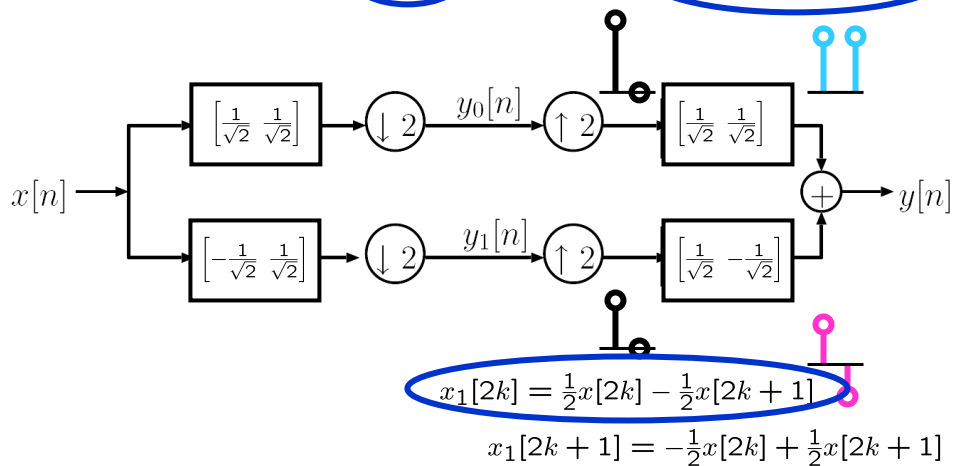 [1/√2 1/√2] ↓ 2 y₀[n] ↑ 2 [1/√2 1/√2]
x[n] + y[n]
[-1/√2 1/√2] ↓ 2 y₁[n] ↑ 2 [1/√2 -1/√2]
x₁[2k] = ½x[2k] − ½x[2k + 1]
x₁[2k + 1] = −½x[2k] + ½x[2k + 1]